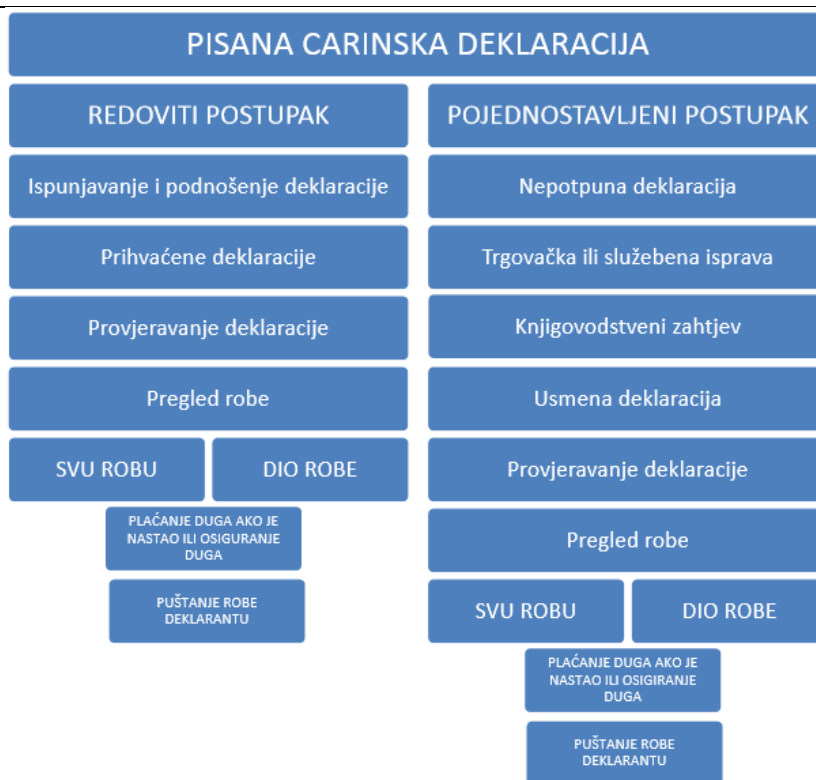 PISANA CARINSKA DEKLARACIJA
REDOVITI POSTUPAK
Ispunjavanje i podnošenje deklaracije
Prihvaćene deklaracije
Provjeravanje deklaracije
Pregled robe
SVU ROBU
DIO ROBE
PLAĆANJE DUGA AKO JE
NASTAO ILI OSIGURANJE
DUGA
PUŠTANJE ROBE
DEKLARANTU
POJEDNOSTAVLJENI POSTUPAK
Nepotpuna deklaracija
Trgovačka ili službena isprava
Knjigovodstveni zahtjev
Usmena deklaracija
Provjeravanje deklaracije
Pregled robe
SVU ROBU
DIO ROBE
PLAĆANJE DUGA AKO JE
NASTAO ILI OSIGIRANJE
DUGA
PUŠTANJE ROBE
DEKLARANTU